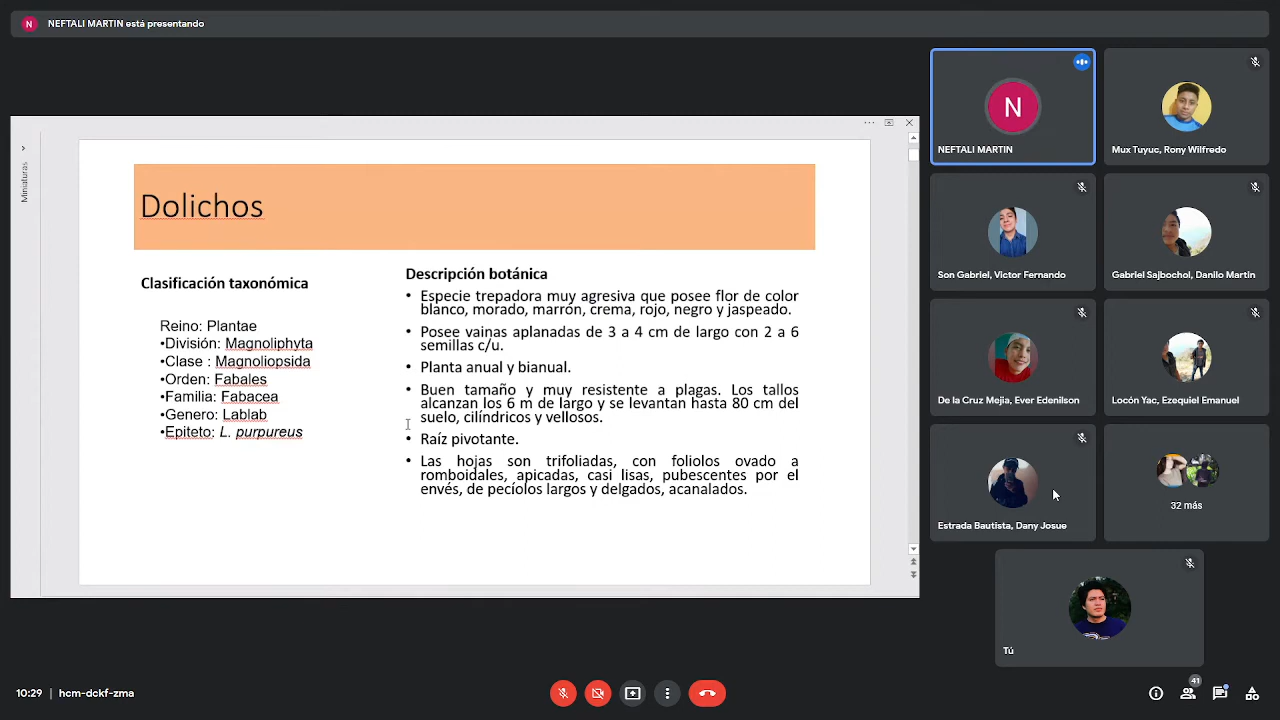 N NEFTALI MARTIN está presentando
Miniaturas
Dolichos
Clasificación taxonómica
Reino: Plantae
•División: Magnoliphyta
•Clase : Magnoliopsida
•Orden: Fabales
•Familia: Fabacea
•Genero: Lablab
•Epiteto: L. purpureus
Descripción botánica
• Especie trepadora muy agresiva que posee flor de color
blanco, morado, marrón, crema, rojo, negro y jaspeado.
• Posee vainas aplanadas de 3 a 4 cm de largo con 2 a 6
semillas c/u.
• Planta anual y bianual.
• Buen tamaño y muy resistente a plagas. Los tallos
alcanzan los 6 m de largo y se levantan hasta 80 cm del
suelo, cilíndricos y vellosos.
• Raíz pivotante.
• Las hojas son trifoliadas, con foliolos ovado a
romboidales, apicadas, casi lisas, pubescentes por el
envés, de pecíolos largos y delgados, acanalados.
N
NEFTALI MARTIN
Mux Tuyuc, Rony Wilfredo
Son Gabriel, Victor Fernando
Gabriel Sajbochol, Danilo Martin
De la Cruz Mejia, Ever Edenilson
Locón Yac, Ezequiel Emanuel
Estrada Bautista, Dany Josue
32 más
Tú
10:29 | hcm-dckf-zma
41